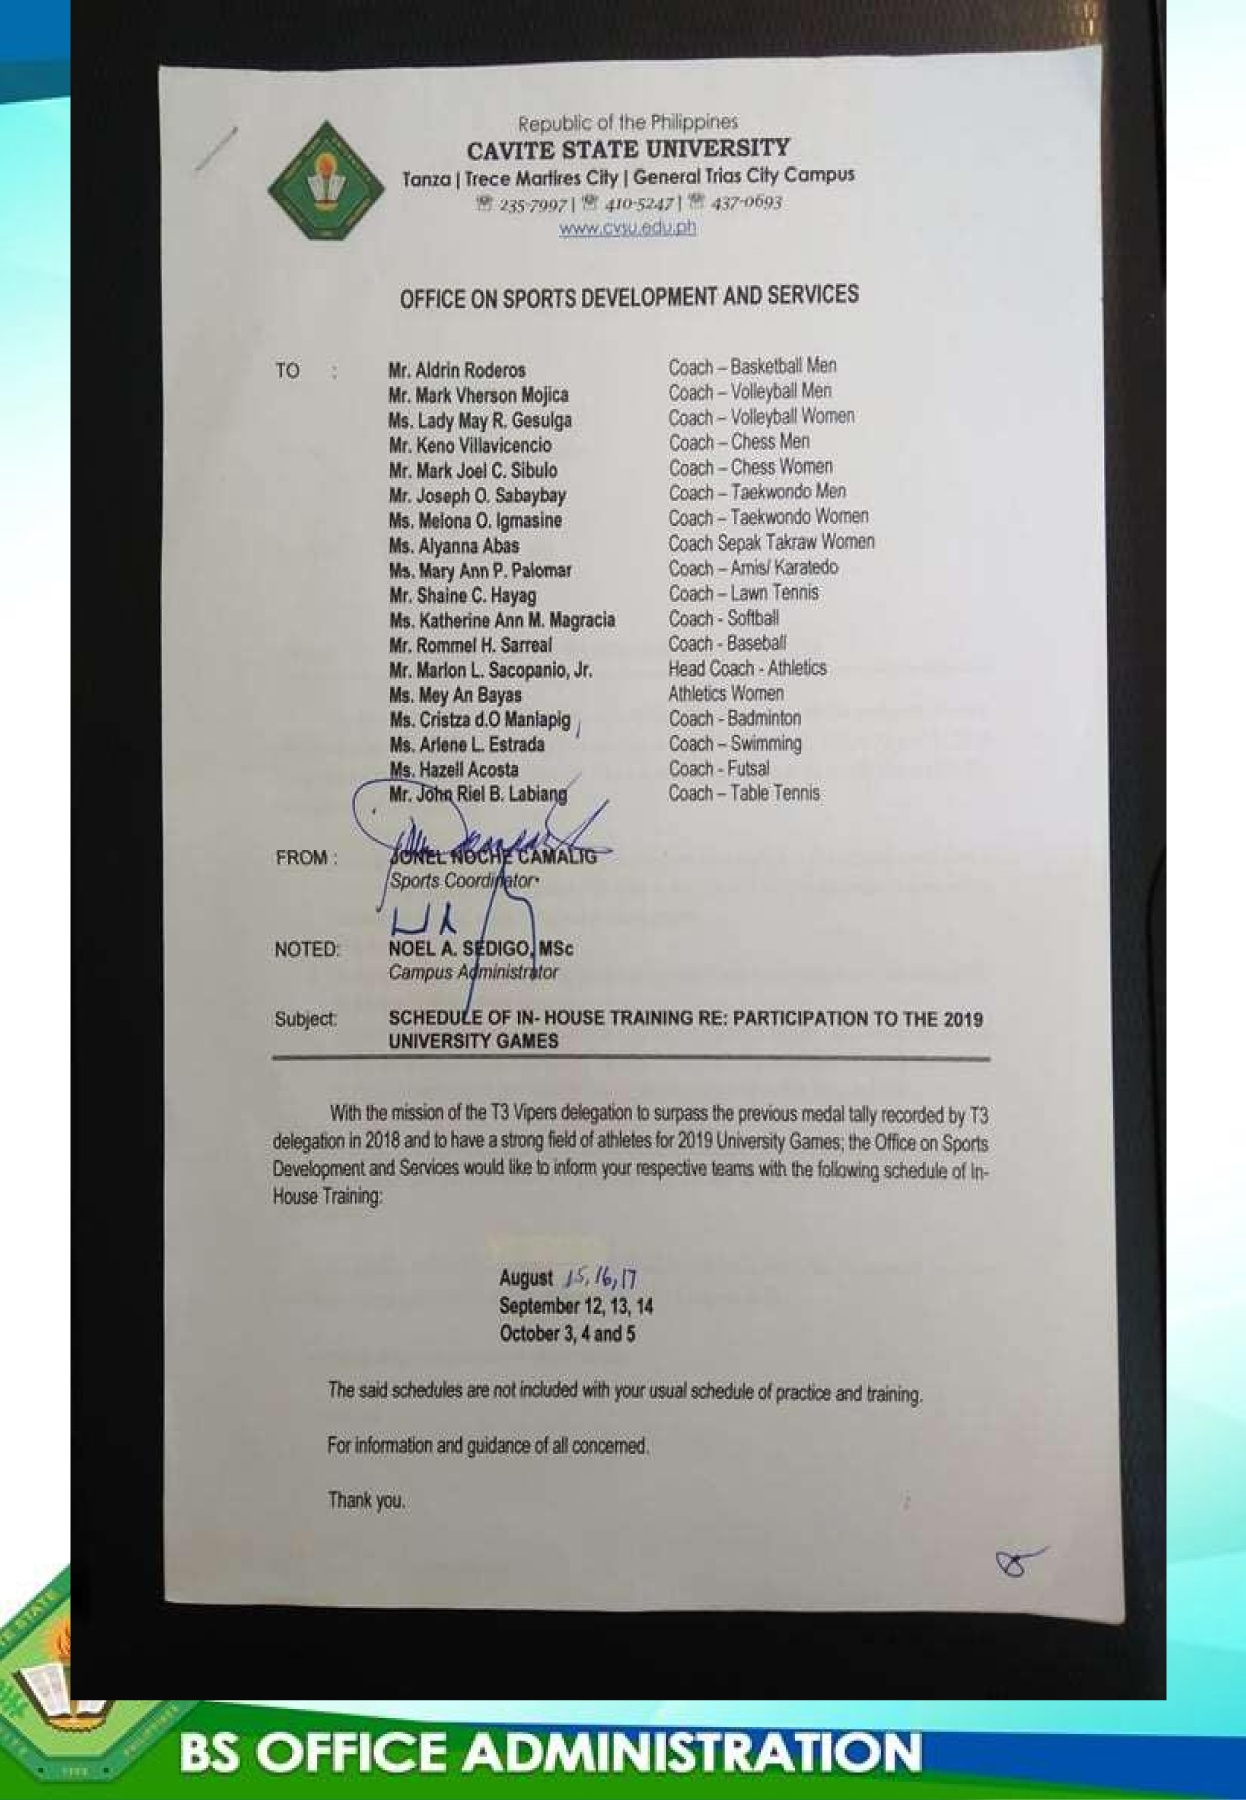 Republic of the Philippines
CAVITE STATE UNIVERSITY
Tanza | Trece Martires City | General Trias City Campus
☏ 235-7997 | ☏ 410-5247 | ☏ 437-0693
www.cvsu.edu.ph
OFFICE ON SPORTS DEVELOPMENT AND SERVICES
TO : Mr. Aldrin Roderos Coach – Basketball Men
Mr. Mark Vherson Mojica Coach – Volleyball Men
Ms. Lady May R. Gesulga Coach – Volleyball Women
Mr. Keno Villavicencio Coach – Chess Men
Mr. Mark Joel C. Sibulo Coach – Chess Women
Mr. Joseph O. Sabaybay Coach – Taekwondo Men
Ms. Melona O. Igmasine Coach – Taekwondo Women
Ms. Alyanna Abas Coach Sepak Takraw Women
Ms. Mary Ann P. Palomar Coach – Arnis/ Karatedo
Mr. Shaine C. Hayag Coach – Lawn Tennis
Ms. Katherine Ann M. Magracia Coach - Softball
Mr. Rommel H. Sarreal Coach - Baseball
Mr. Marlon L. Sacopanio, Jr. Head Coach - Athletics
Ms. Mey An Bayas Athletics Women
Ms. Cristza d.O Manlapig Coach - Badminton
Ms. Arlene L. Estrada Coach – Swimming
Ms. Hazell Acosta Coach - Futsal
Mr. John Riel B. Labiang Coach – Table Tennis
FROM : JONEL NOCHE CAMALIG
Sports Coordinator
NOTED: NOEL A. SEDIGO, MSc
Campus Administrator
Subject: SCHEDULE OF IN- HOUSE TRAINING RE: PARTICIPATION TO THE 2019
UNIVERSITY GAMES
With the mission of the T3 Vipers delegation to surpass the previous medal tally recorded by T3
delegation in 2018 and to have a strong field of athletes for 2019 University Games; the Office on Sports
Development and Services would like to inform your respective teams with the following schedule of In-
House Training:
August 15, 16, 17
September 12, 13, 14
October 3, 4 and 5
The said schedules are not included with your usual schedule of practice and training.
For information and guidance of all concerned.
Thank you.
BS OFFICE ADMINISTRATION